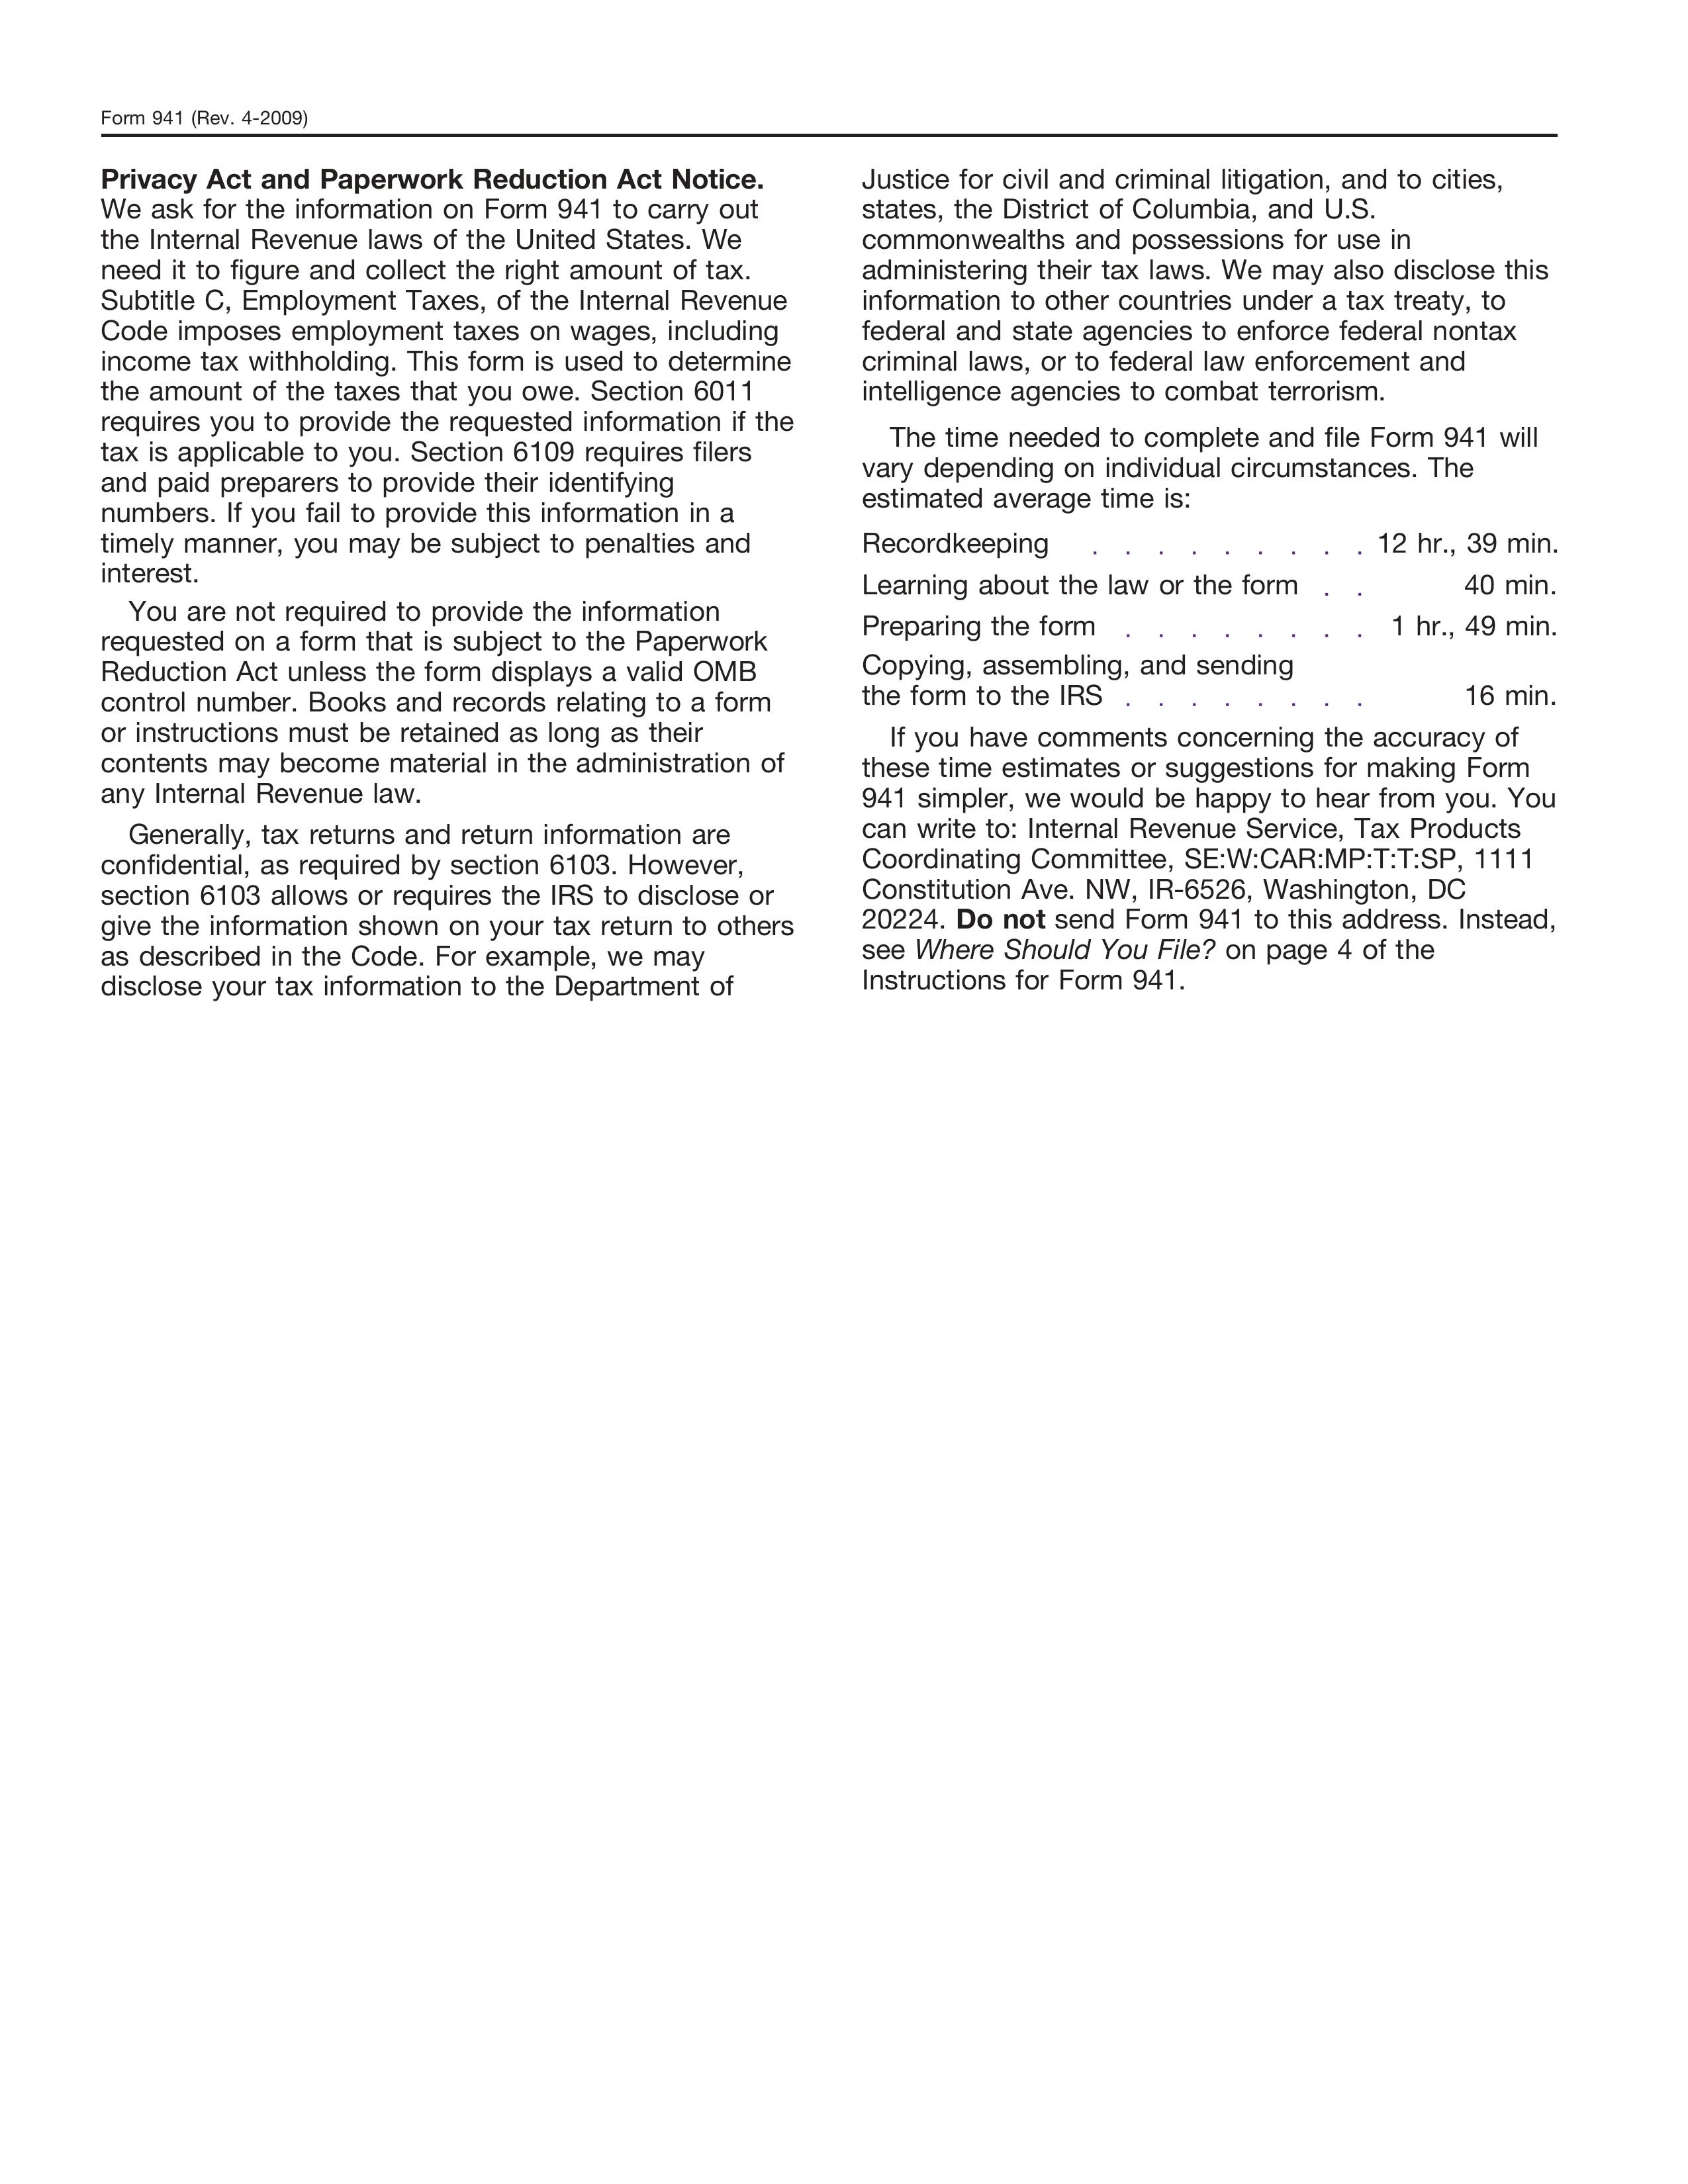 Form 941 (Rev. 4-2009)
Privacy Act and Paperwork Reduction Act Notice.
We ask for the information on Form 941 to carry out
the Internal Revenue laws of the United States. We
need it to figure and collect the right amount of tax.
Subtitle C, Employment Taxes, of the Internal Revenue
Code imposes employment taxes on wages, including
income tax withholding. This form is used to determine
the amount of the taxes that you owe. Section 6011
requires you to provide the requested information if the
tax is applicable to you. Section 6109 requires filers
and paid preparers to provide their identifying
numbers. If you fail to provide this information in a
timely manner, you may be subject to penalties and
interest.
You are not required to provide the information
requested on a form that is subject to the Paperwork
Reduction Act unless the form displays a valid OMB
control number. Books and records relating to a form
or instructions must be retained as long as their
contents may become material in the administration of
any Internal Revenue law.
Generally, tax returns and return information are
confidential, as required by section 6103. However,
section 6103 allows or requires the IRS to disclose or
give the information shown on your tax return to others
as described in the Code. For example, we may
disclose your tax information to the Department of
Justice for civil and criminal litigation, and to cities,
states, the District of Columbia, and U.S.
commonwealths and possessions for use in
administering their tax laws. We may also disclose this
information to other countries under a tax treaty, to
federal and state agencies to enforce federal nontax
criminal laws, or to federal law enforcement and
intelligence agencies to combat terrorism.
The time needed to complete and file Form 941 will
vary depending on individual circumstances. The
estimated average time is:
Recordkeeping . . . . . . . . . 12 hr., 39 min.
Learning about the law or the form . . 40 min.
Preparing the form . . . . . . . . 1 hr., 49 min.
Copying, assembling, and sending
the form to the IRS . . . . . . . . 16 min.
If you have comments concerning the accuracy of
these time estimates or suggestions for making Form
941 simpler, we would be happy to hear from you. You
can write to: Internal Revenue Service, Tax Products
Coordinating Committee, SE:W:CAR:MP:T:T:SP, 1111
Constitution Ave. NW, IR-6526, Washington, DC
20224. Do not send Form 941 to this address. Instead,
see Where Should You File? on page 4 of the
Instructions for Form 941.